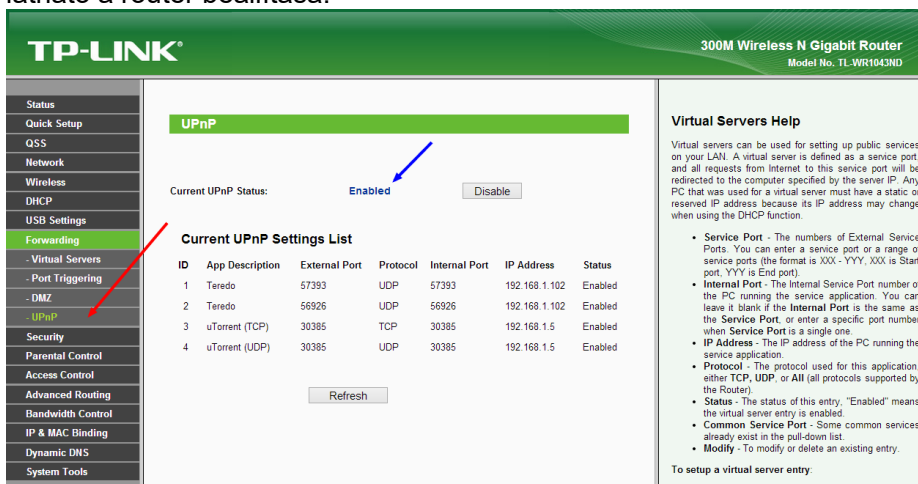 látható a router beállítása.
TP-LINK®
300M Wireless N Gigabit Router
Model No. TL-WR1043ND
Status
Quick Setup
QSS
Network
Wireless
DHCP
USB Settings
Forwarding
- Virtual Servers
- Port Triggering
- DMZ
- UPnP
Security
Parental Control
Access Control
Advanced Routing
Bandwidth Control
IP & MAC Binding
Dynamic DNS
System Tools
UPnP
Current UPnP Status: Enabled Disable
Current UPnP Settings List
ID App Description External Port Protocol Internal Port IP Address Status
1 Teredo 57393 UDP 57393 192.168.1.102 Enabled
2 Teredo 56926 UDP 56926 192.168.1.102 Enabled
3 uTorrent (TCP) 30385 TCP 30385 192.168.1.5 Enabled
4 uTorrent (UDP) 30385 UDP 30385 192.168.1.5 Enabled
Refresh
Virtual Servers Help
Virtual servers can be used for setting up public services
on your LAN. A virtual server is defined as a service port,
and all requests from Internet to this service port will be
redirected to the computer specified by the server IP. Any
PC that was used for a virtual server must have a static or
reserved IP address because its IP address may change
when using the DHCP function.
• Service Port - The numbers of External Service
Ports. You can enter a service port or a range of
service ports (the format is XXX - YYY, XXX is Start
port, YYY is End port).
• Internal Port - The Internal Service Port number of
the PC running the service application. You can
leave it blank if the Internal Port is the same as
the Service Port, or enter a specific port number
when Service Port is a single one.
• IP Address - The IP address of the PC running the
service application.
• Protocol - The protocol used for this application,
either TCP, UDP, or All (all protocols supported by
the Router).
• Status - The status of this entry, "Enabled" means
the virtual server entry is enabled.
• Common Service Port - Some common services
already exist in the pull-down list.
• Modify - To modify or delete an existing entry.
To setup a virtual server entry: